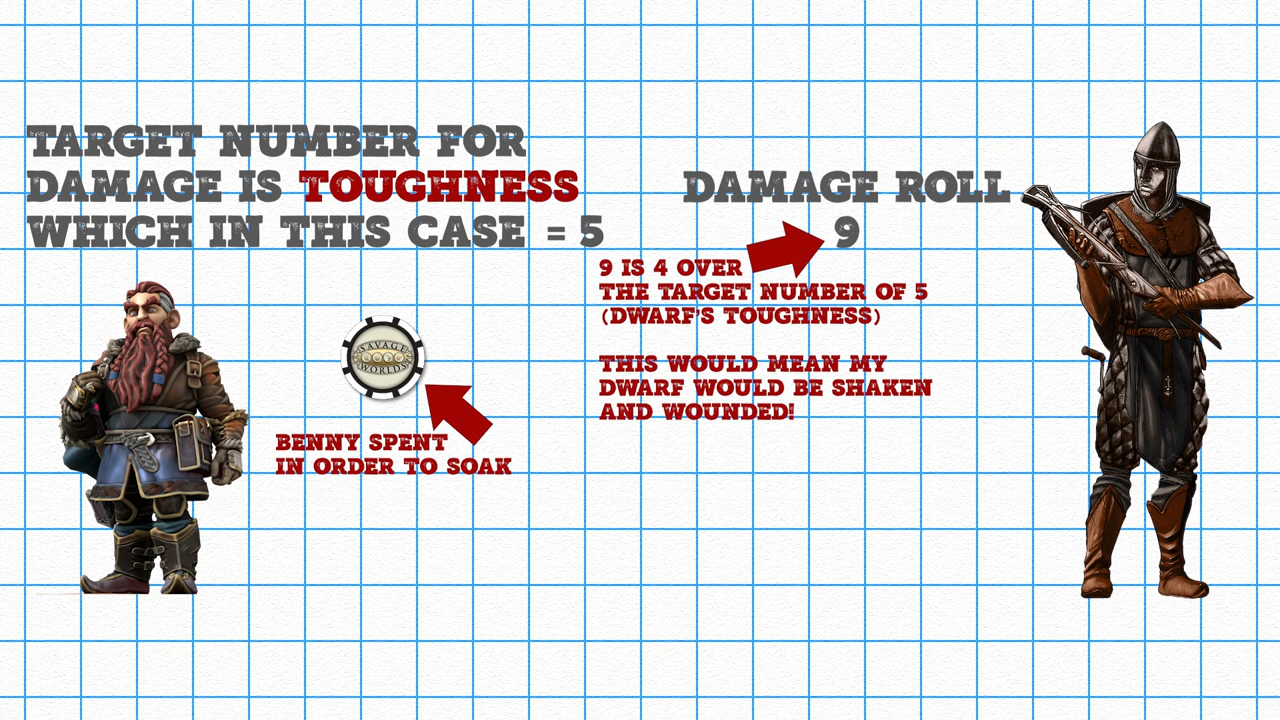 TARGET NUMBER FOR
DAMAGE IS TOUGHNESS
WHICH IN THIS CASE = 5
DAMAGE ROLL
9
9 IS 4 OVER
THE TARGET NUMBER OF 5
(DWARF'S TOUGHNESS)
THIS WOULD MEAN MY
DWARF WOULD BE SHAKEN
AND WOUNDED!
SAVAGE
WORLDS
BENNY SPENT
IN ORDER TO SOAK